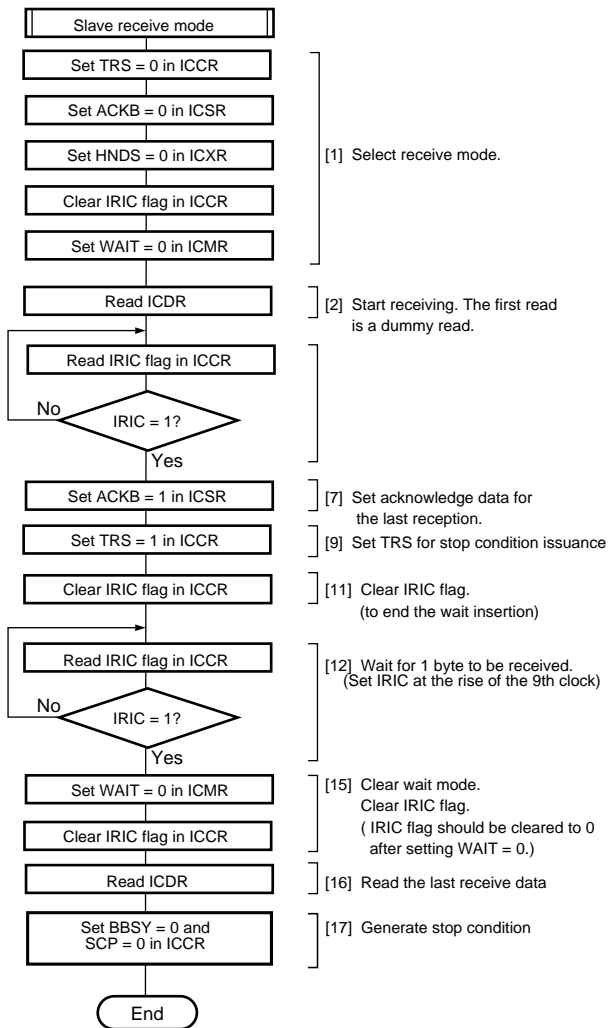 Slave receive mode
Set TRS = 0 in ICCR
Set ACKB = 0 in ICSR
Set HNDS = 0 in ICXR
[1] Select receive mode.
Clear IRIC flag in ICCR
Set WAIT = 0 in ICMR
Read ICDR
[2] Start receiving. The first read
is a dummy read.
Read IRIC flag in ICCR
No
IRIC = 1?
Yes
Set ACKB = 1 in ICSR
[7] Set acknowledge data for
the last reception.
Set TRS = 1 in ICCR
[9] Set TRS for stop condition issuance
Clear IRIC flag in ICCR
[11] Clear IRIC flag.
(to end the wait insertion)
Read IRIC flag in ICCR
[12] Wait for 1 byte to be received.
(Set IRIC at the rise of the 9th clock)
No
IRIC = 1?
Yes
Set WAIT = 0 in ICMR
[15] Clear wait mode.
Clear IRIC flag.
( IRIC flag should be cleared to 0
after setting WAIT = 0.)
Clear IRIC flag in ICCR
Read ICDR
[16] Read the last receive data
Set BBSY = 0 and
SCP = 0 in ICCR
[17] Generate stop condition
End